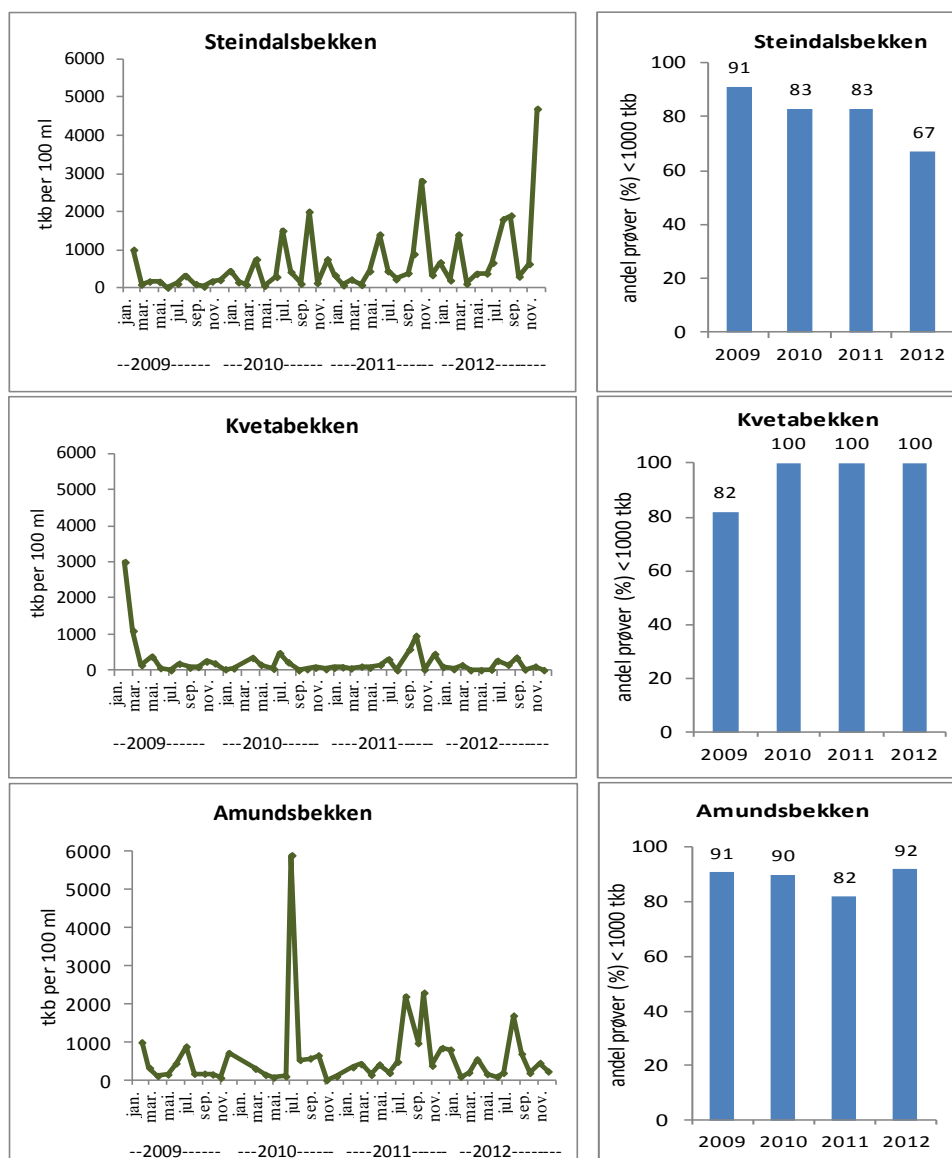 Steindalsbekken
6000
5000
4000
3000
2000
1000
0
tkb per 100 ml
jan. mar. mai. jul. sep. nov. jan. mar. mai. jul. sep. nov. jan. mar. mai. jul. sep. nov. jan. mar. mai. jul. sep. nov.
--2009------ ---2010------- ----2011------- ---2012---------
Steindalsbekken
100
80
60
40
20
0
andel prøver (%) <1000 tkb
91 83 83 67
2009 2010 2011 2012
Kvetabekken
6000
5000
4000
3000
2000
1000
0
tkb per 100 ml
jan. mar. mai. jul. sep. nov. jan. mar. mai. jul. sep. nov. jan. mar. mai. jul. sep. nov. jan. mar. mai. jul. sep. nov.
--2009------ ---2010------- ----2011------- ---2012---------
Kvetabekken
100
80
60
40
20
0
andel prøver (%) <1000 tkb
82 100 100 100
2009 2010 2011 2012
Amundsbekken
6000
5000
4000
3000
2000
1000
0
tkb per 100 ml
jan. mar. mai. jul. sep. nov. jan. mar. mai. jul. sep. nov. jan. mar. mai. jul. sep. nov. jan. mar. mai. jul. sep. nov.
--2009------ ---2010------- ----2011------- ---2012---------
Amundsbekken
100
80
60
40
20
0
andel prøver (%) <1000 tkb
91 90 82 92
2009 2010 2011 2012